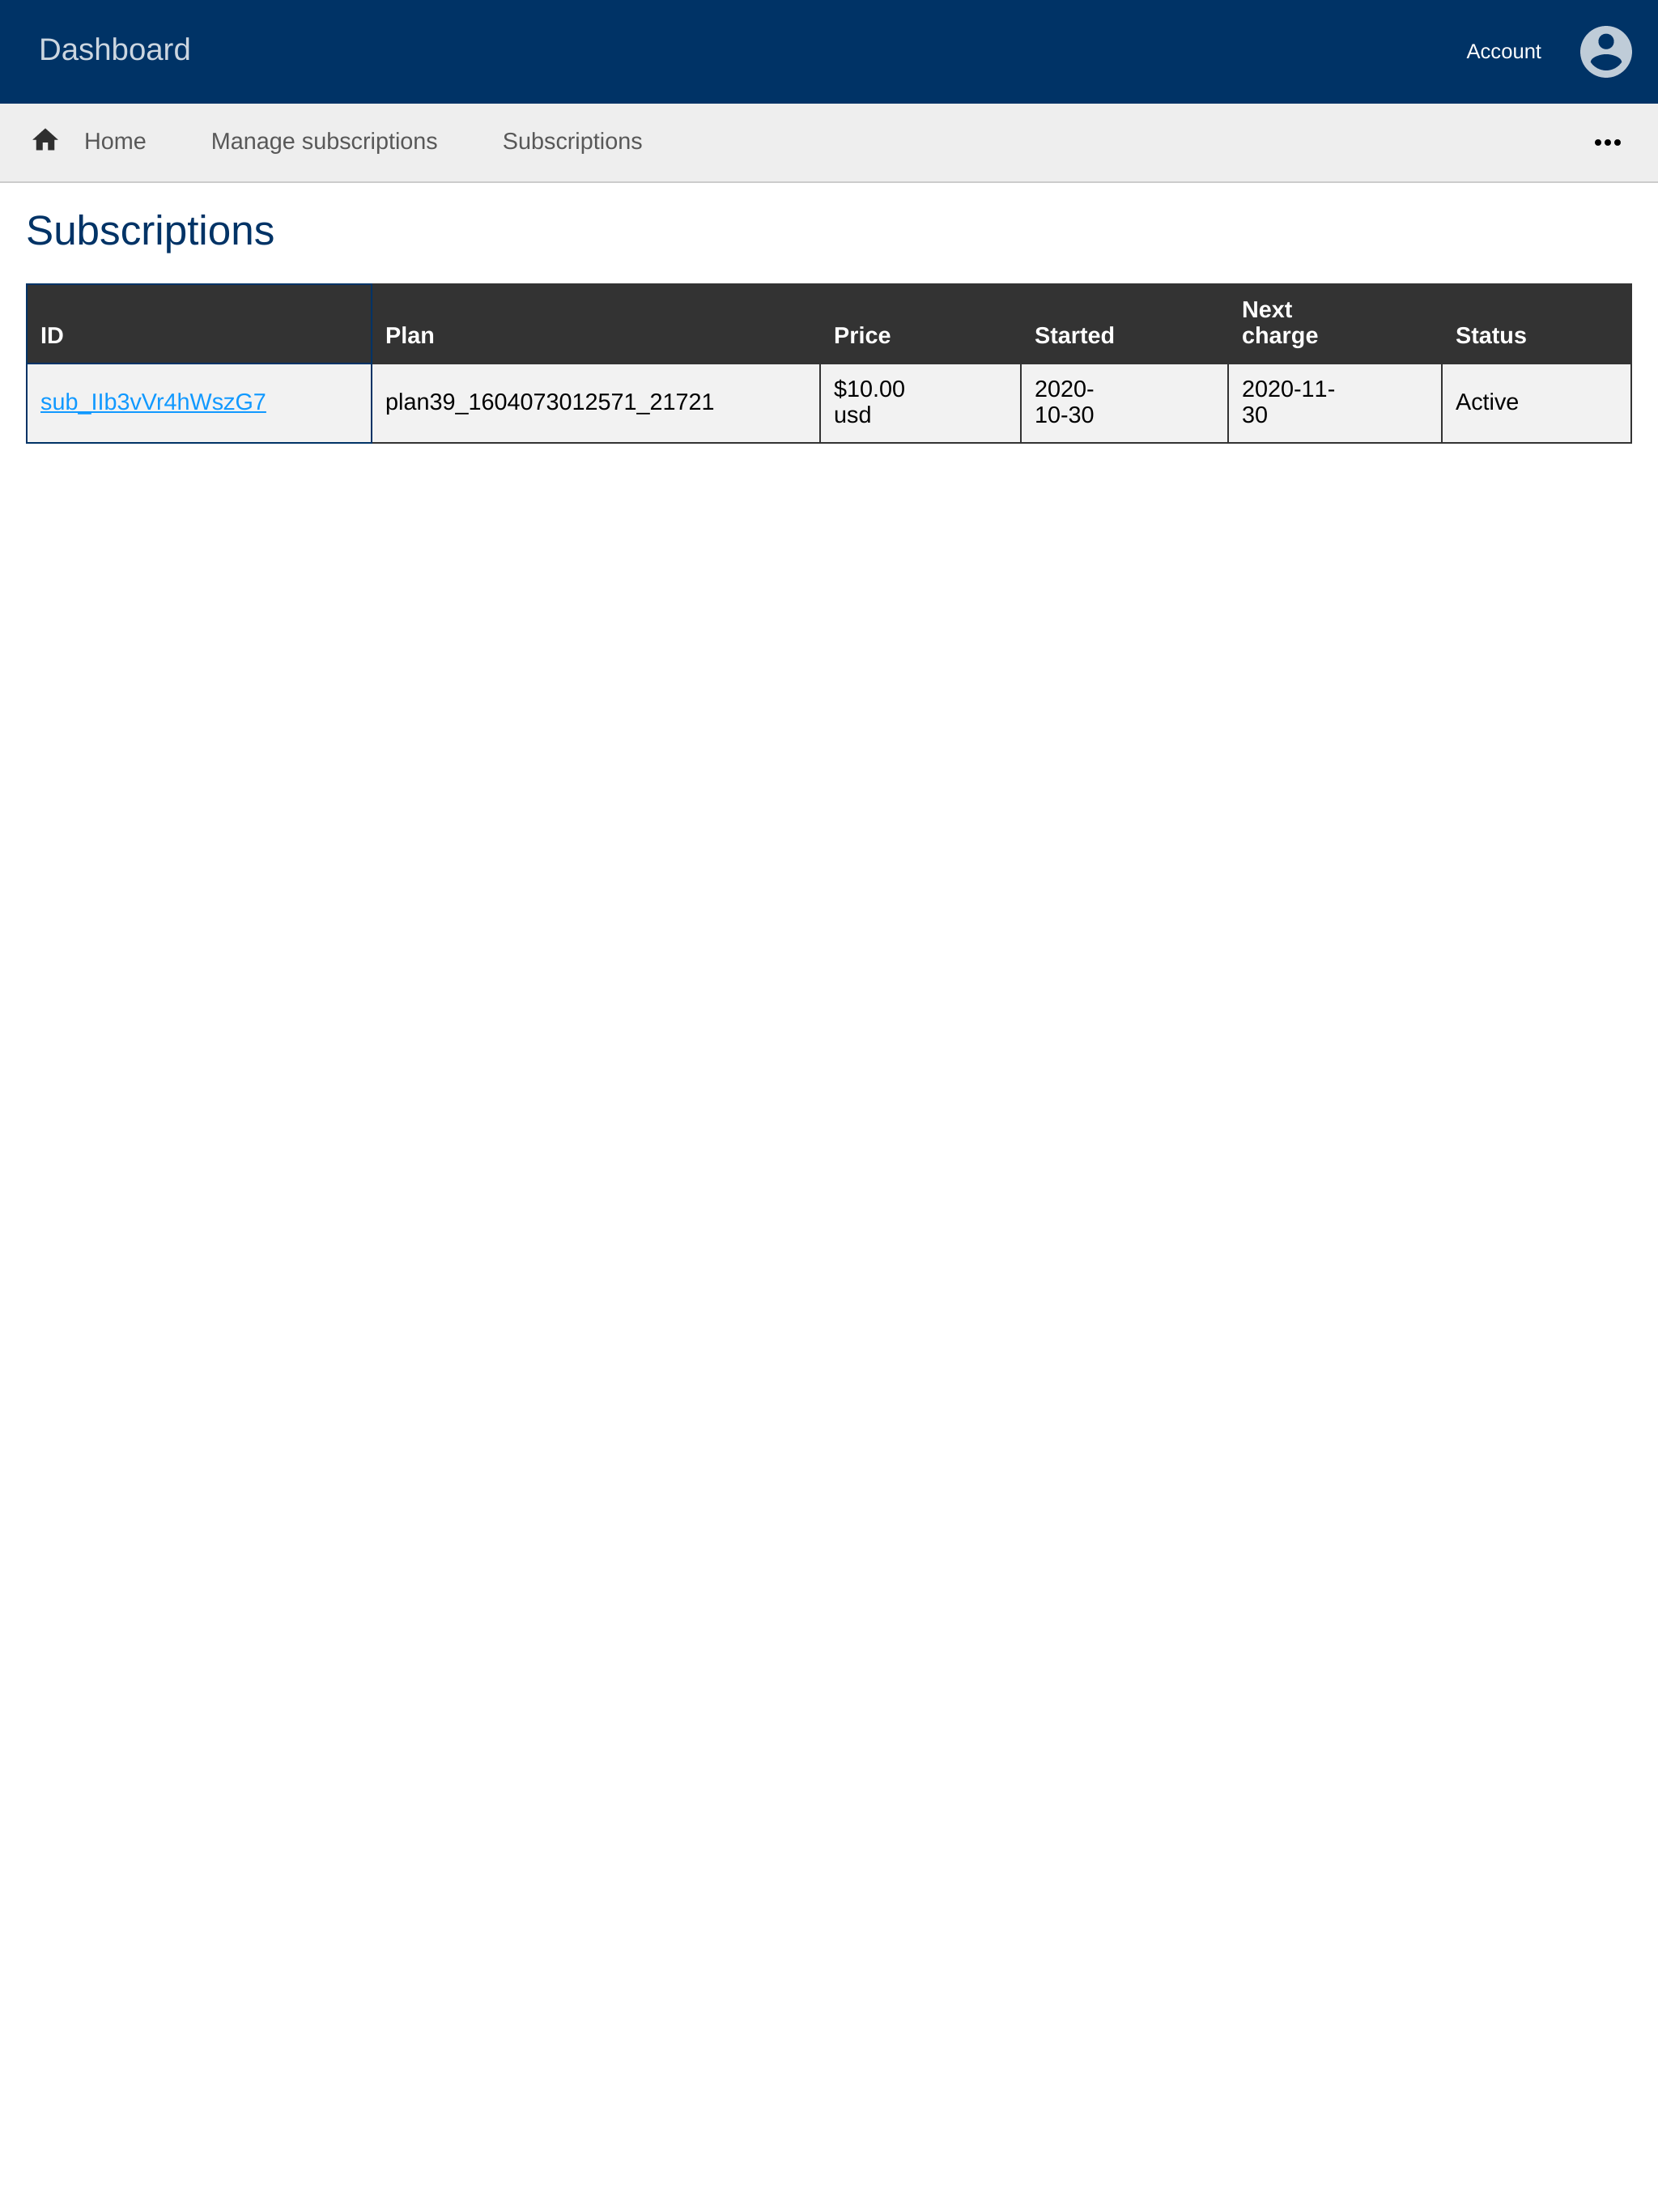 Dashboard
Account
Home
Manage subscriptions
Subscriptions
Subscriptions
ID
Plan
Price
Started
Next
charge
Status
sub_IIb3vVr4hWszG7
plan39_1604073012571_21721
$10.00
usd
2020-
10-30
2020-11-
30
Active